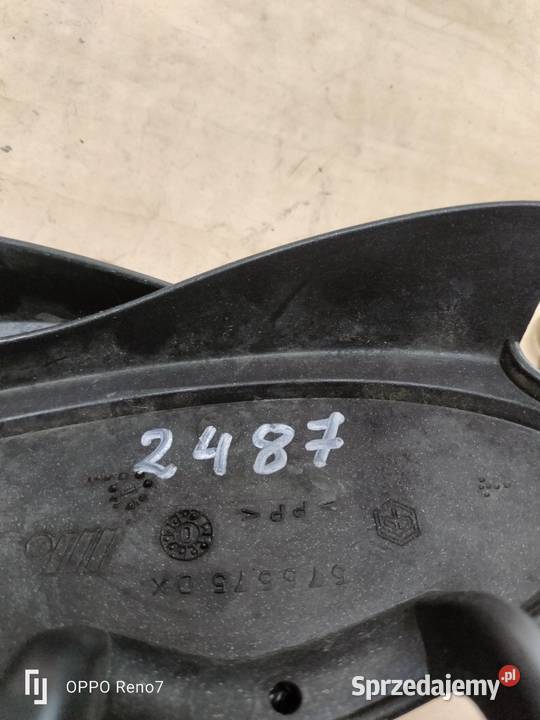 2487
>PP<
575575 DX
OPPO Reno7
Sprzedajemy.pl